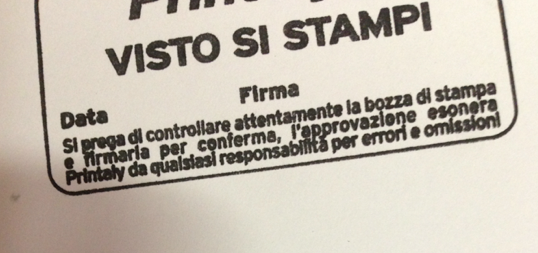 VISTO SI STAMPI
Data Firma
Si prega di controllare attentamente la bozza di stampa
e firmarla per conferma, l'approvazione esonera
Printaly da qualsiasi responsabilità per errori e omissioni